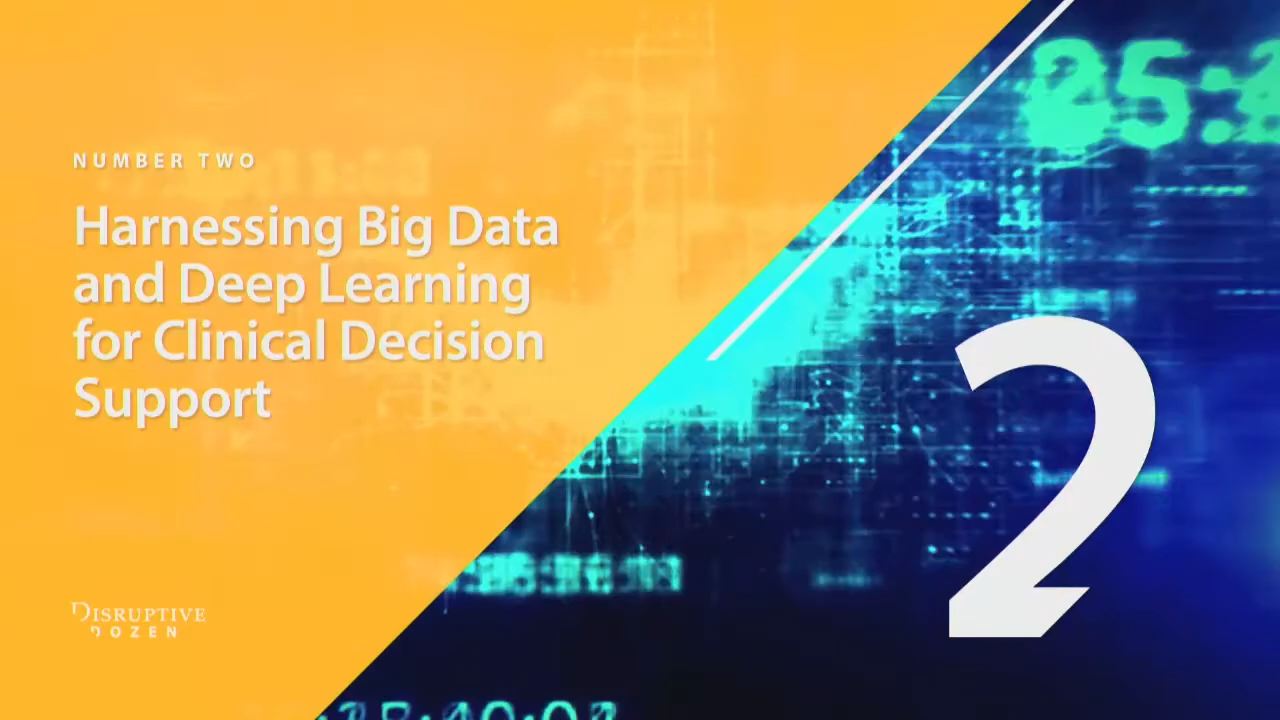 NUMBER TWO
Harnessing Big Data
and Deep Learning
for Clinical Decision
Support
2
DISRUPTIVE
DOZEN